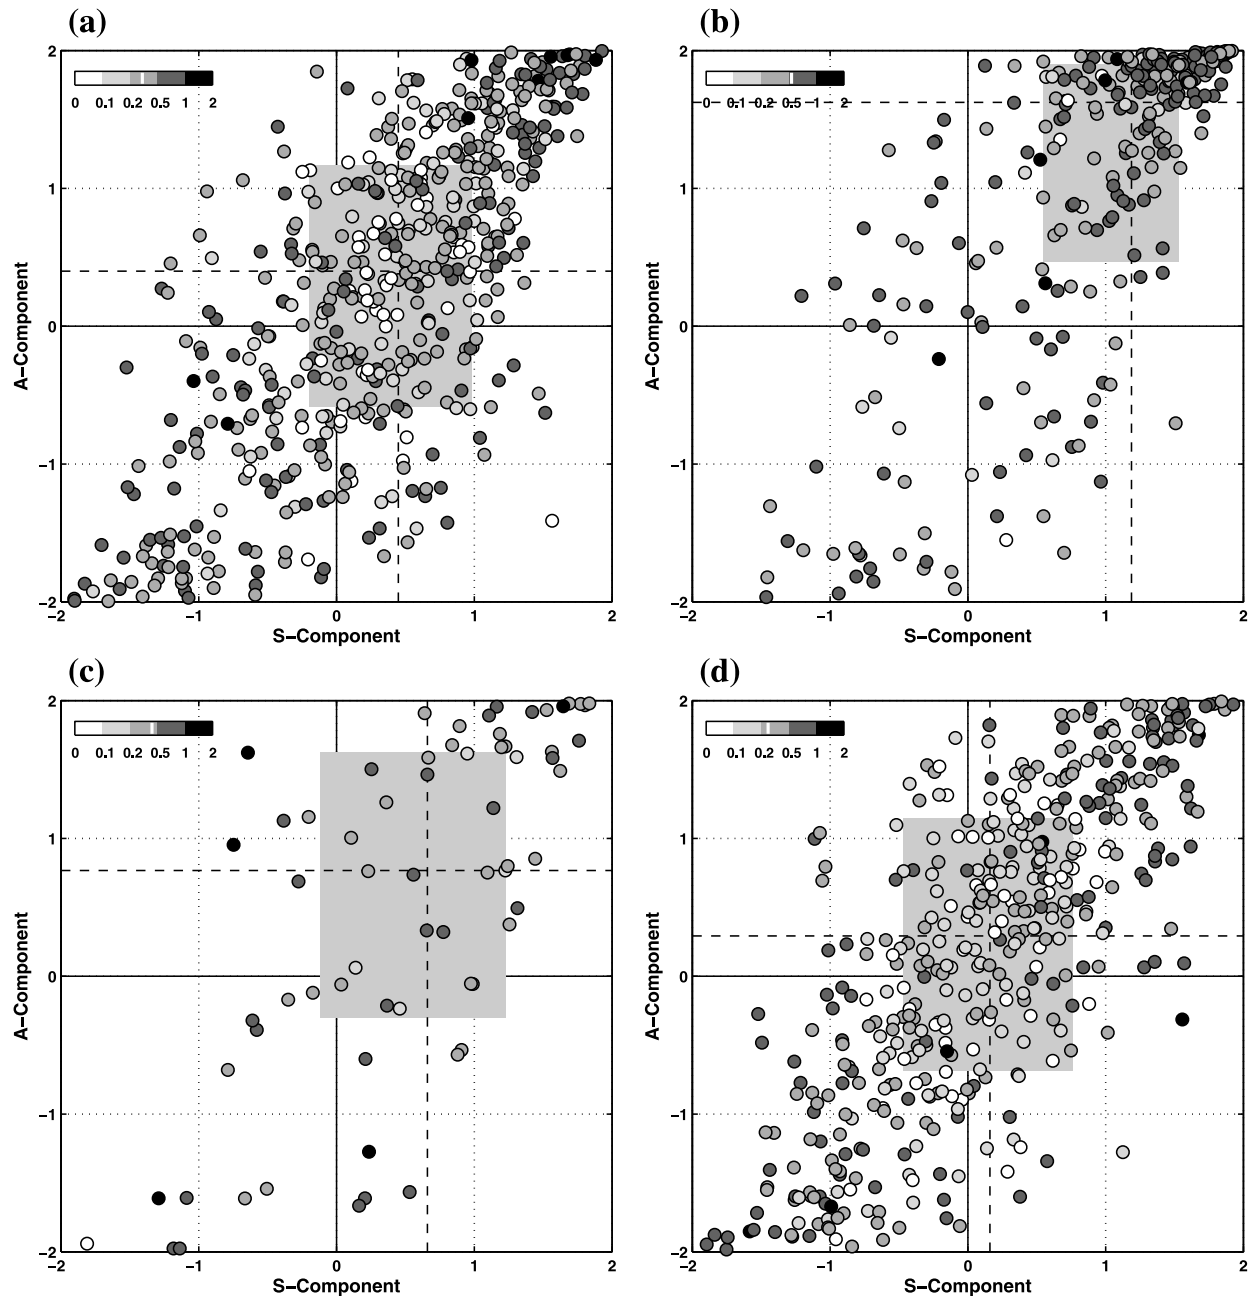 (a) (b)
2 2
0 0.1 0.2 0.5 1 2 0 0.1 0.2 0.5 1 2
1 1
A–Component A–Component
0 0
−1 −1
−2 −2
−2 −1 0 1 2 −2 −1 0 1 2
S–Component S–Component
(c) (d)
2 2
0 0.1 0.2 0.5 1 2 0 0.1 0.2 0.5 1 2
1 1
A–Component A–Component
0 0
−1 −1
−2 −2
−2 −1 0 1 2 −2 −1 0 1 2
S–Component S–Component